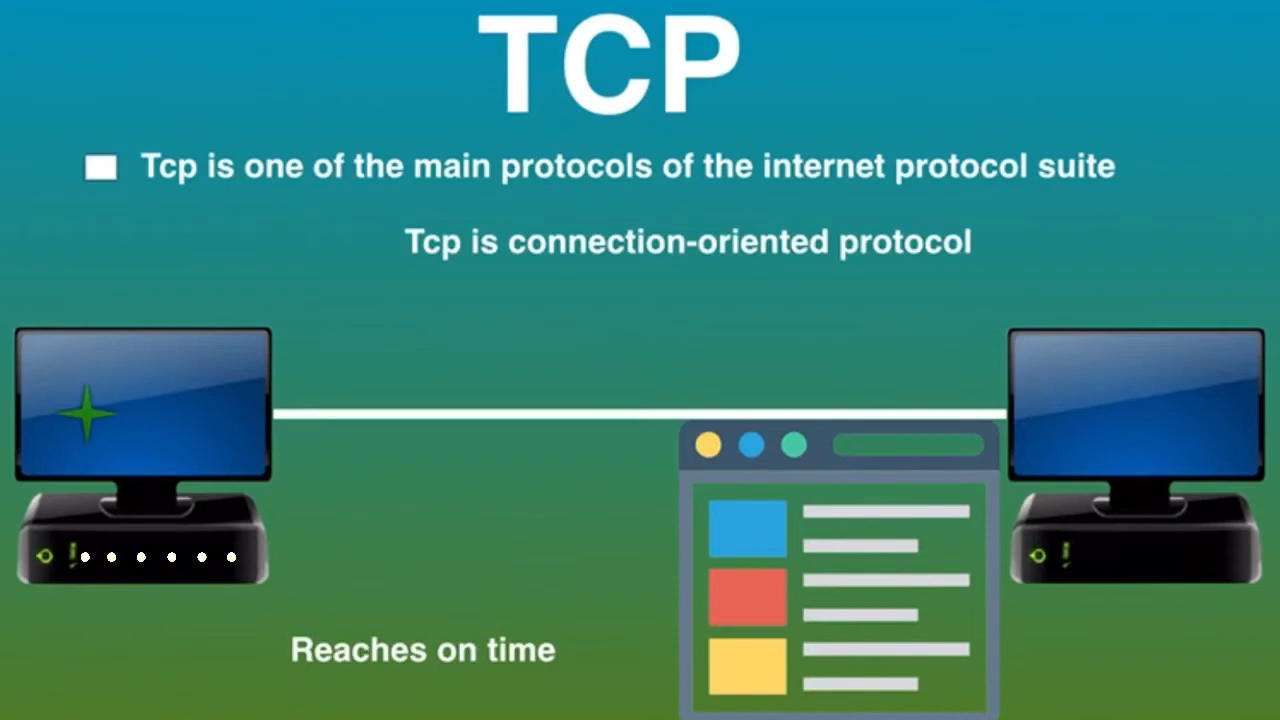 TCP
Tcp is one of the main protocols of the internet protocol suite
Tcp is connection-oriented protocol
Reaches on time